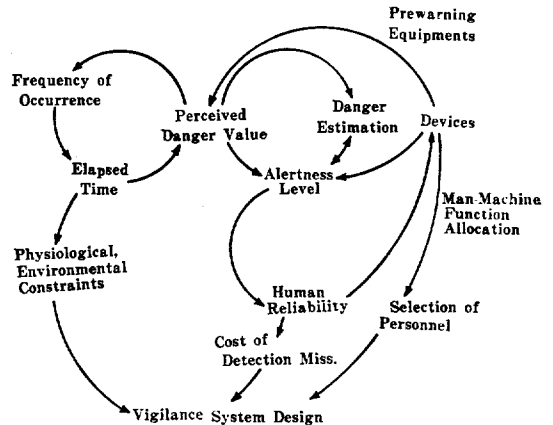 Prewarning
Equipments
Frequency of
Occurrence
Perceived
Danger Value
Danger
Estimation
Devices
Elapsed
Time
Alertness
Level
Man-Machine
Function
Allocation
Physiological,
Environmental
Constraints
Human
Reliability
Selection of
Personnel
Cost of
Detection Miss.
Vigilance System Design